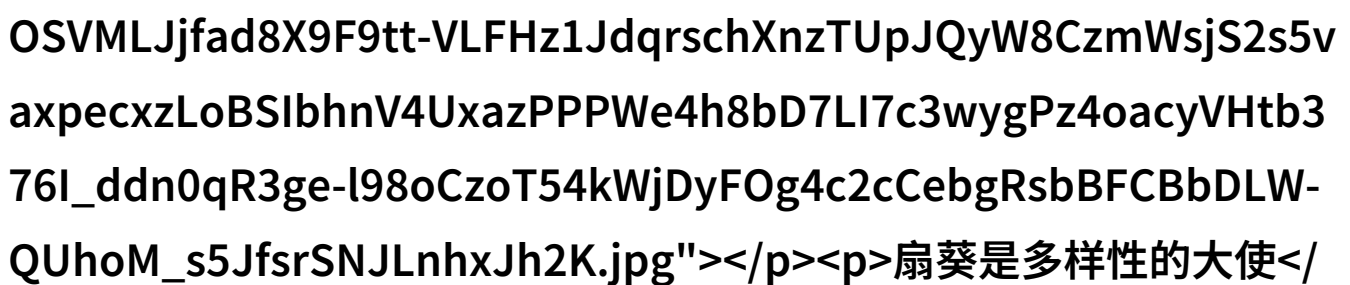 OSVMLJjfad8X9F9tt-VLFHz1JdqrschXnzTUpJQyW8CzmWsjS2s5v
axpecxzLoBSIbhnV4UxazPPPWe4h8bD7LI7c3wygPz4oacyVHtb3
76I_ddn0qR3ge-l98oCzoT54kWjDyFOg4c2cCebgRsbBFCBbDLW-
QUhoM_s5JfsrSNJLnhxJh2K.jpg"></p><p>扇葵是多样性的大使</